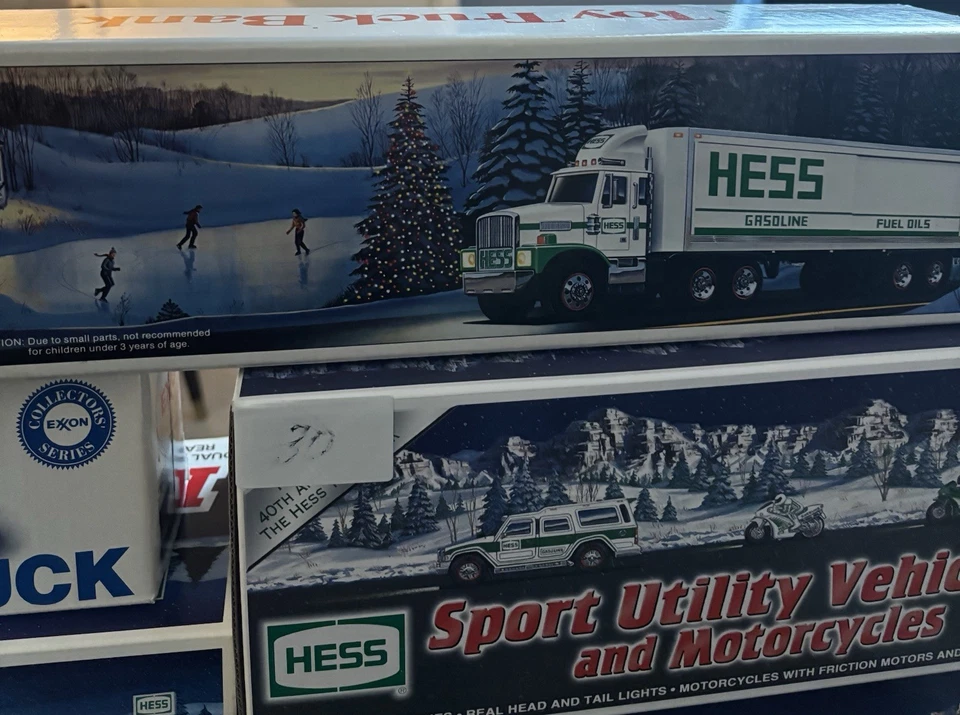 Toy Truck Bank
HESS
GASOLINE FUEL OILS
HESS
HESS
ION: Due to small parts, not recommended
for children under 3 years of age.
COLLECTORS'
EXXON
SERIES
UCK
30
40TH A
THE HESS
HESS
GASOLINE
Sport Utility Vehic
and Motorcycles
HESS
®
REAL HEAD AND TAIL LIGHTS • MOTORCYCLES WITH FRICTION MOTORS AND
HESS